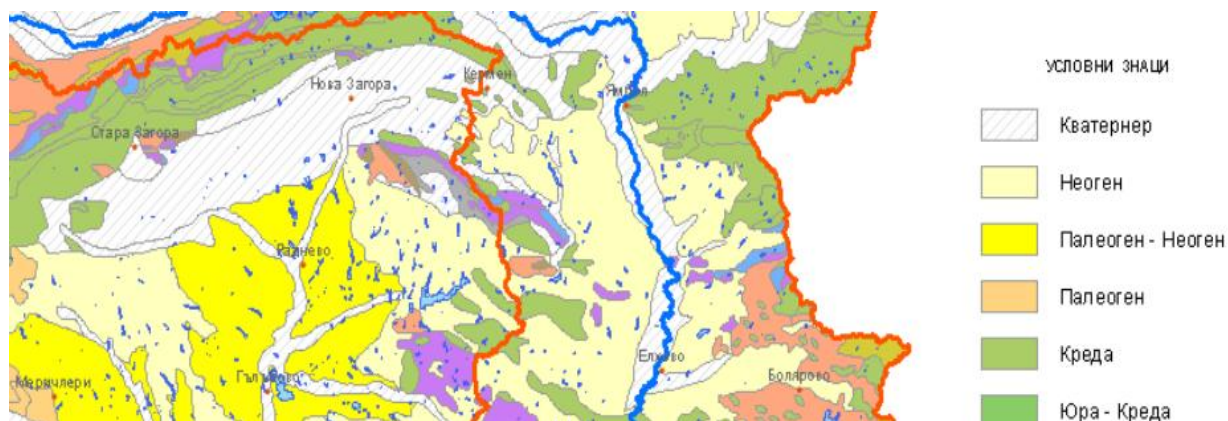 УСЛОВНИ ЗНАЦИ
Нова Загора
Кермен
Ямбол
Кватернер
Стара Загора
Неоген
Раднево
Палеоген - Неоген
Палеоген
Креда
Елхово
Гълъбово
Болярово
Меричлери
Юра - Креда